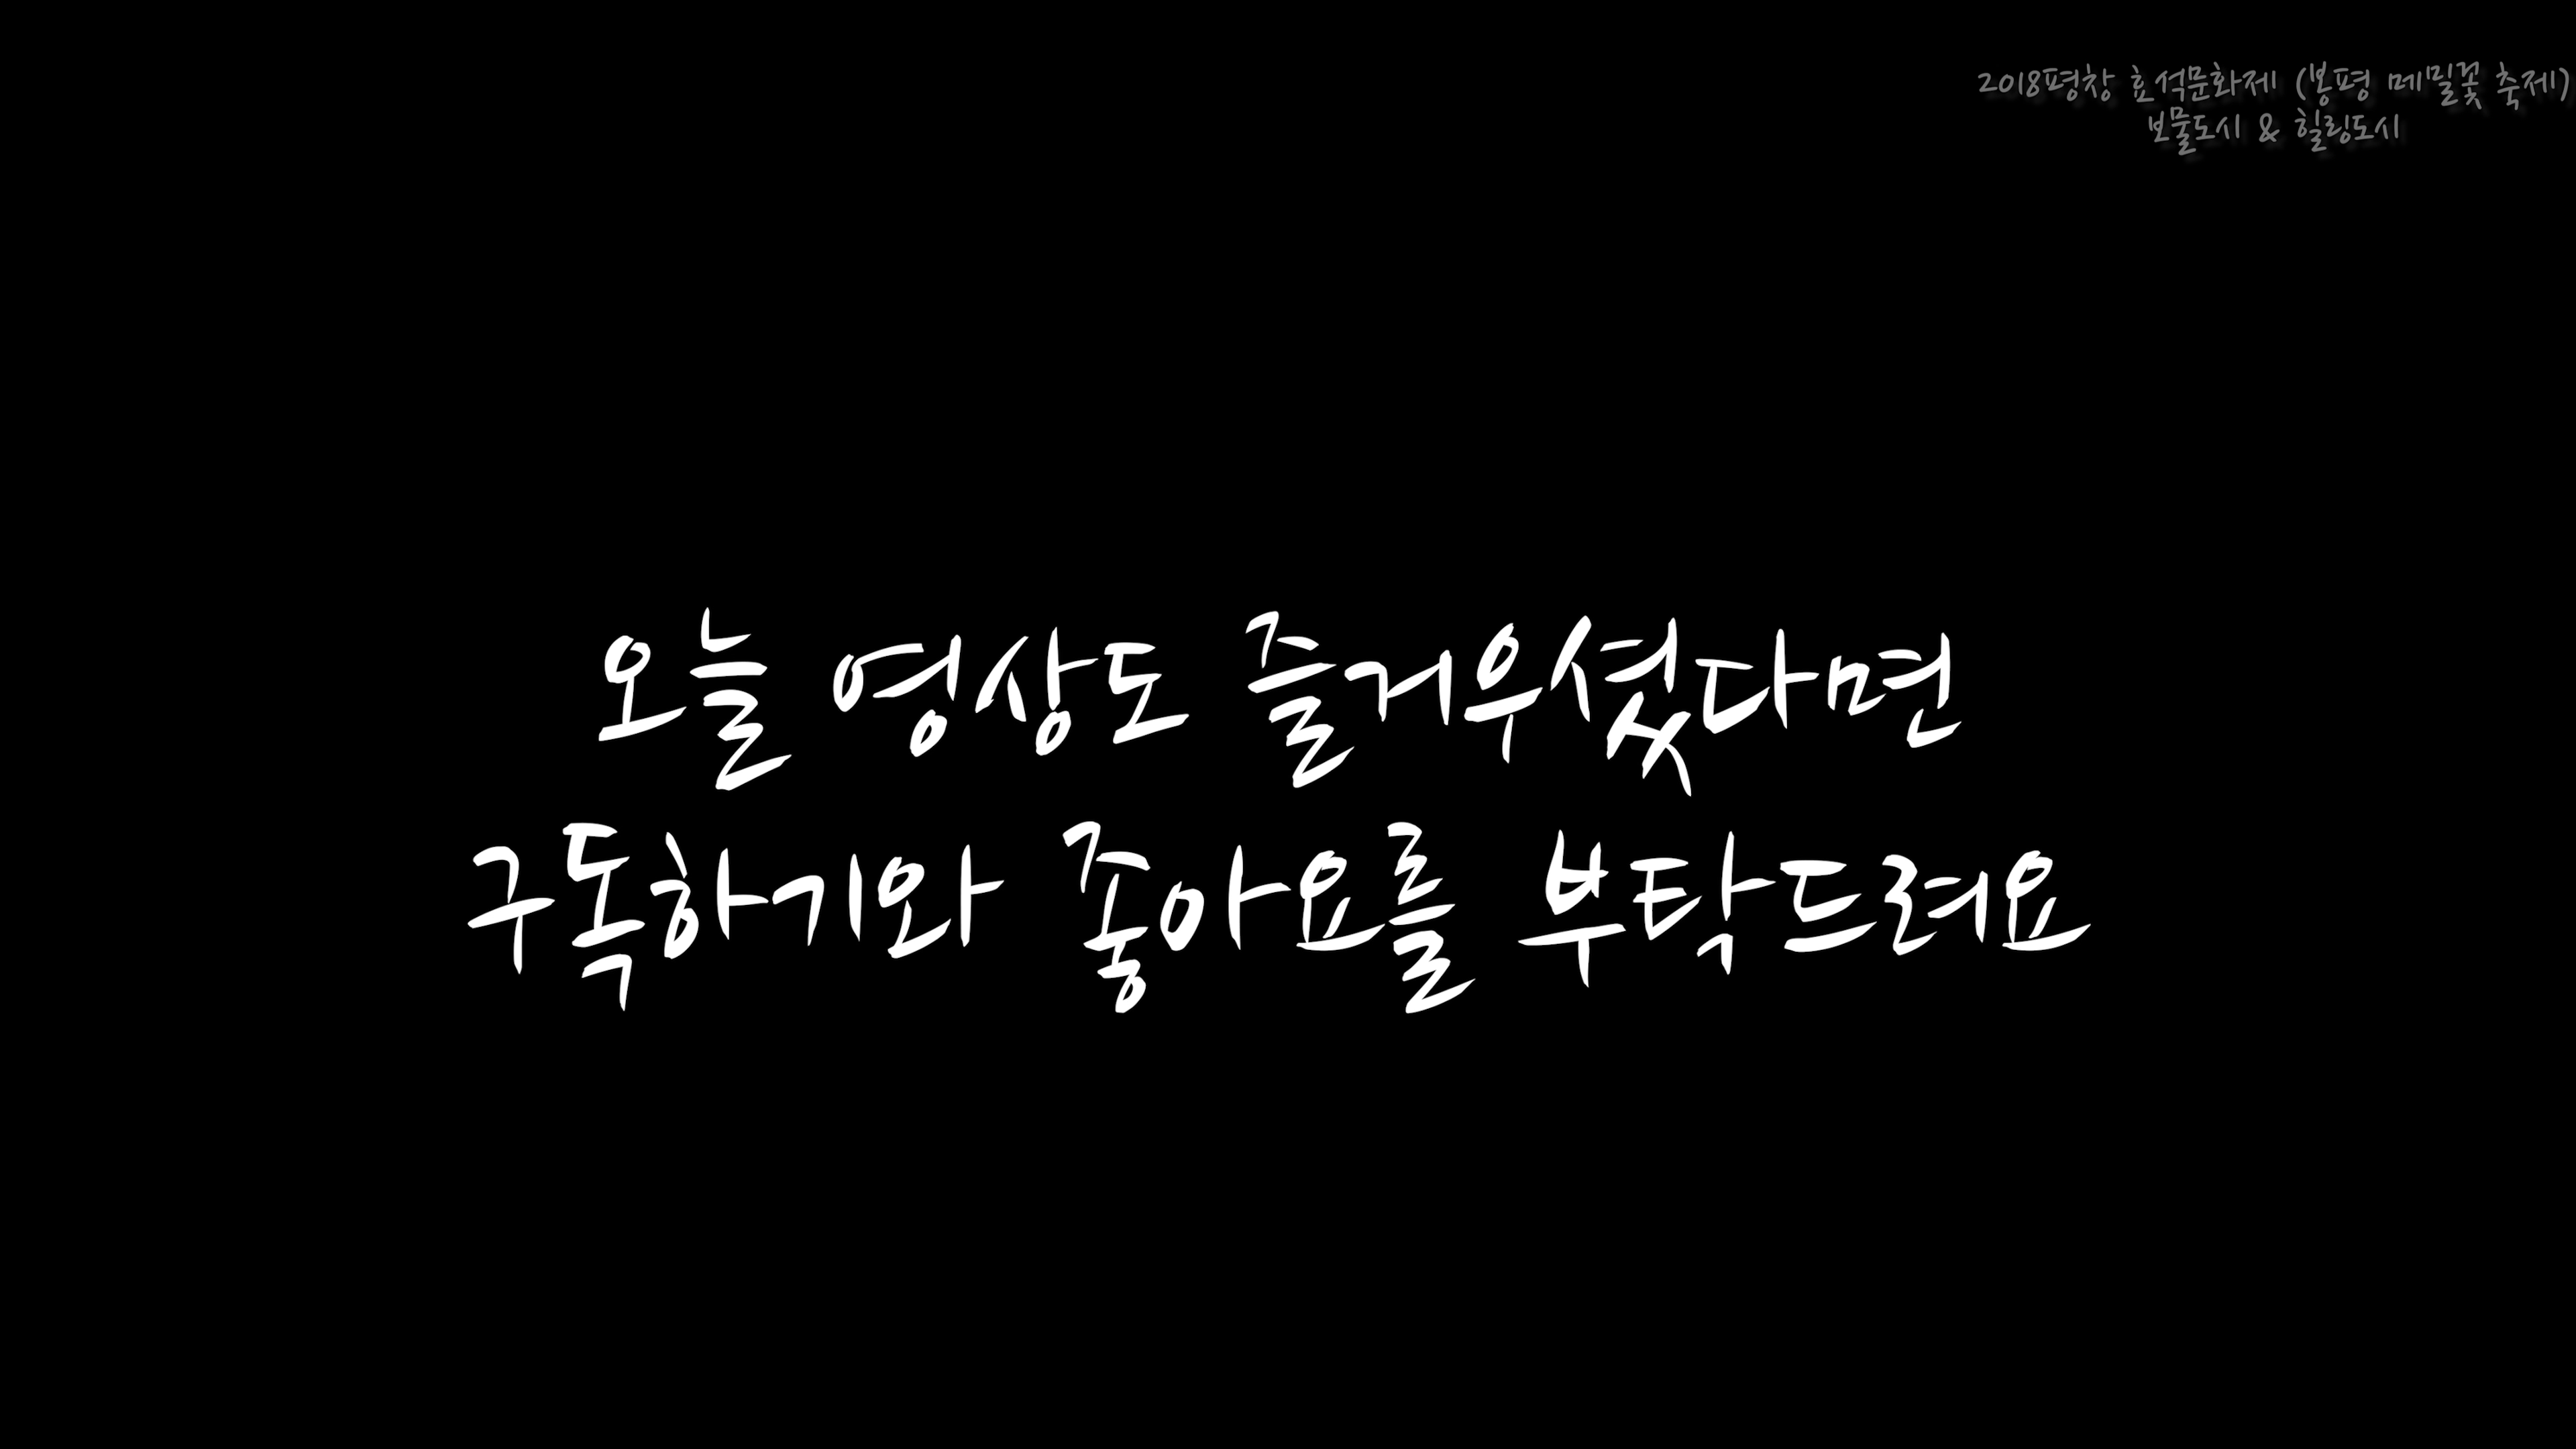 2018평창 효석문화제 (봉평 메밀꽃 축제)
보물도시 & 힐링도시
오늘 영상도 즐거우셨다면
구독하기와 좋아요를 부탁드려요